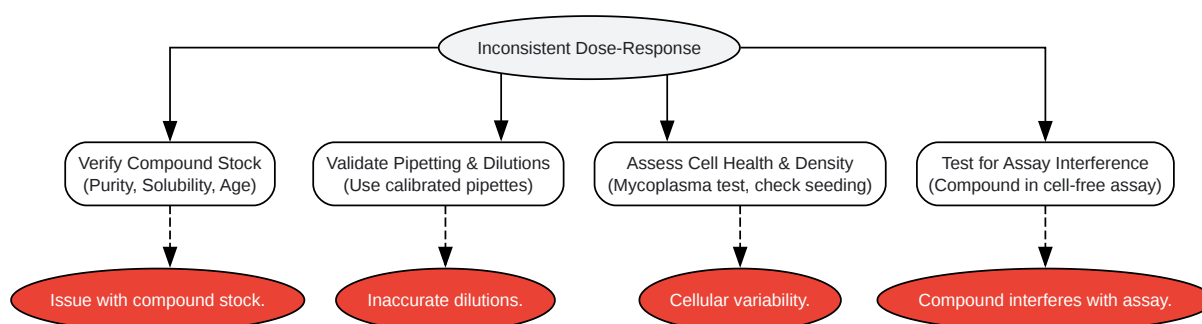 Inconsistent Dose-Response
Verify Compound Stock
(Purity, Solubility, Age)
Validate Pipetting & Dilutions
(Use calibrated pipettes)
Assess Cell Health & Density
(Mycoplasma test, check seeding)
Test for Assay Interference
(Compound in cell-free assay)
Issue with compound stock.
Inaccurate dilutions.
Cellular variability.
Compound interferes with assay.